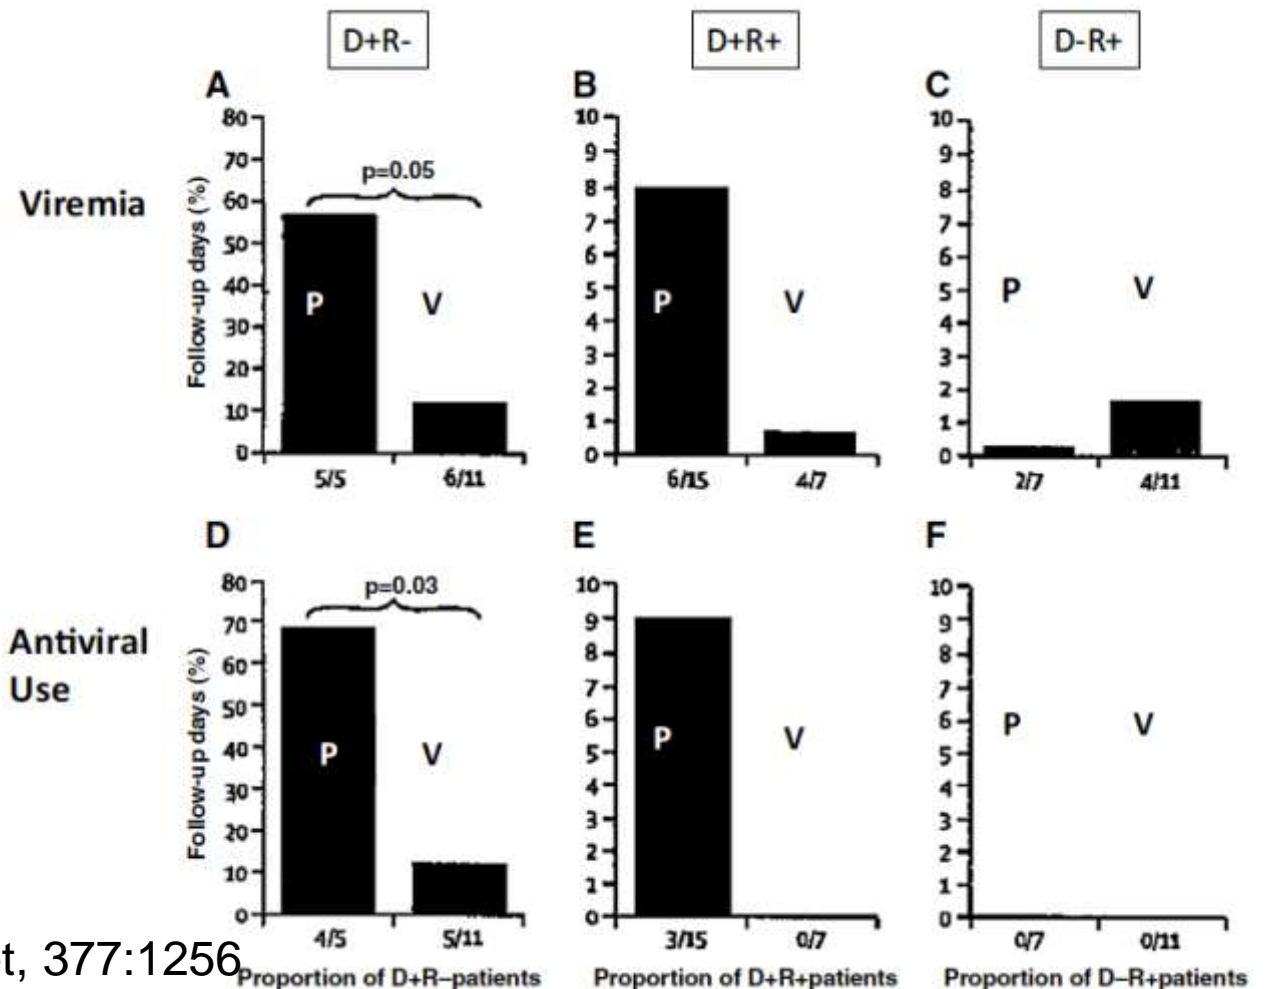 D+R-
D+R+
D-R+
A
B
C
Viremia
Follow-up days (%)
80
70
60
50
40
30
20
10
0
p=0.05
P
V
5/5
6/11
10
9
8
7
6
5
4
3
2
1
0
P
V
6/15
4/7
10
9
8
7
6
5
4
3
2
1
0
P
V
2/7
4/11
D
E
F
Antiviral
Use
Follow-up days (%)
80
70
60
50
40
30
20
10
0
p=0.03
P
V
4/5
5/11
10
9
8
7
6
5
4
3
2
1
0
P
V
3/15
0/7
10
9
8
7
6
5
4
3
2
1
0
P
V
0/7
0/11
t, 377:1256
Proportion of D+R–patients
Proportion of D+R+patients
Proportion of D–R+patients